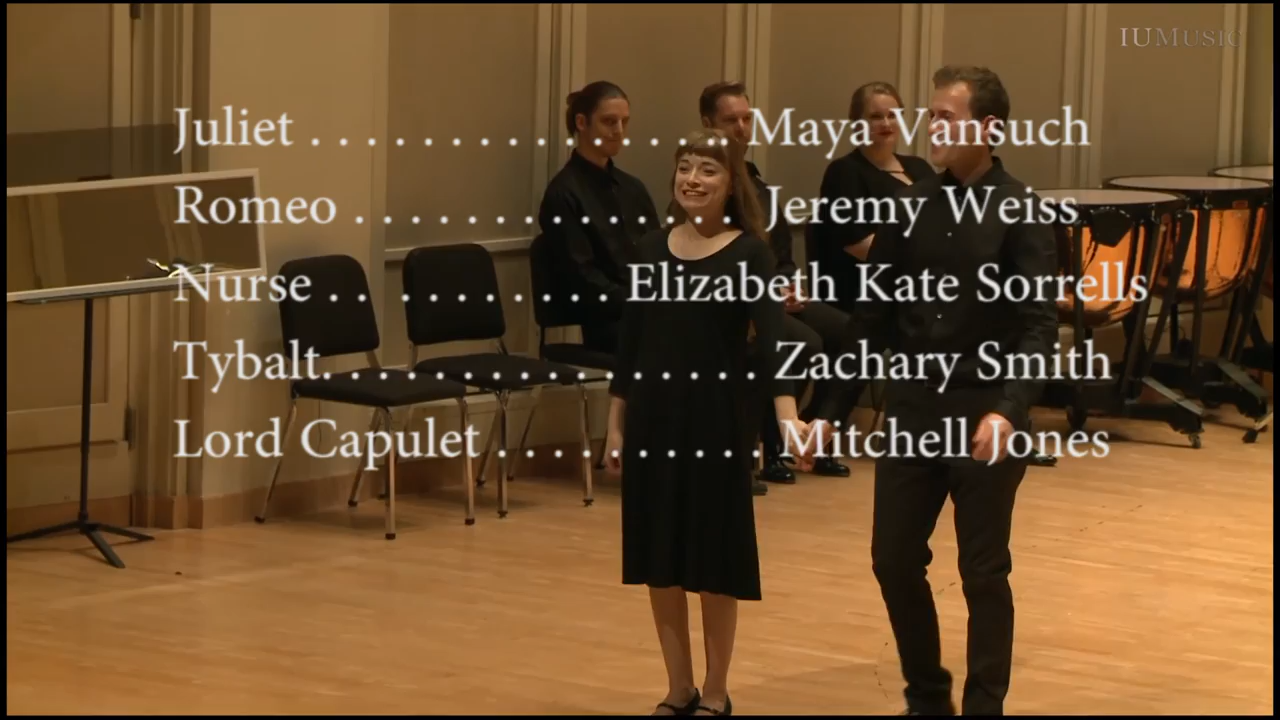 IUMusic
Juliet . . . . . . . . . . . . . . . .. Maya Vansuch
Romeo . . . . . . . . . . . . . . Jeremy Weiss
Nurse . . . . . . . . . . Elizabeth Kate Sorrells
Tybalt. . . . . . . . . . . . . . . . Zachary Smith
Lord Capulet . . . . . . . . . . Mitchell Jones